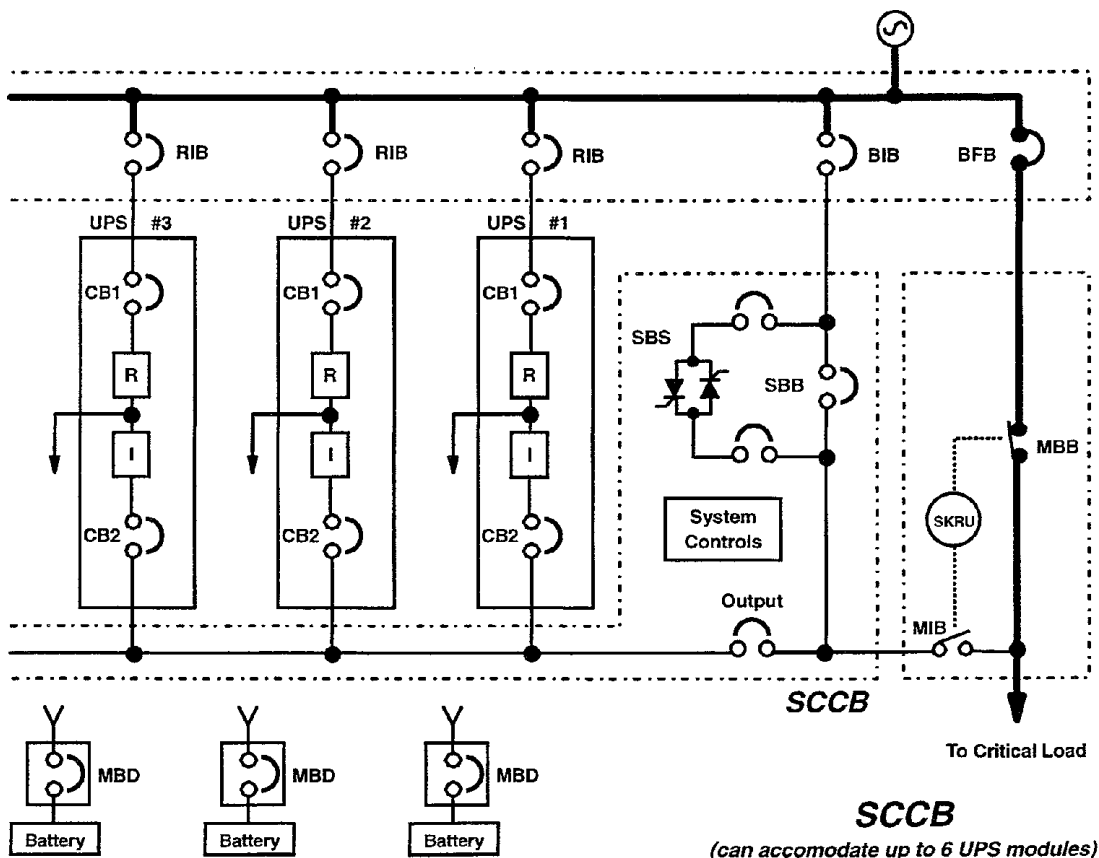 RIB
RIB
RIB
BIB
BFB
UPS #3
UPS #2
UPS #1
CB1
CB1
CB1
SBS
SBB
R
R
R
MBB
I
I
I
System
Controls
SKRU
CB2
CB2
CB2
Output
MIB
SCCB
To Critical Load
MBD
MBD
MBD
SCCB
Battery
Battery
Battery
(can accomodate up to 6 UPS modules)